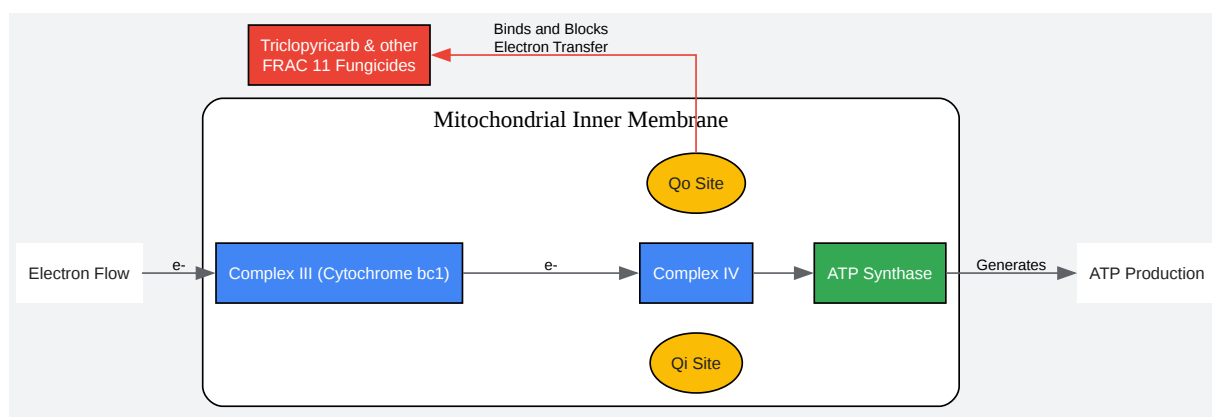 Binds and Blocks
Electron Transfer
Triclopyricarb & other
FRAC 11 Fungicides
Mitochondrial Inner Membrane
Qo Site
Electron Flow
e-
Complex III (Cytochrome bc1)
e-
Complex IV
ATP Synthase
Generates
ATP Production
Qi Site